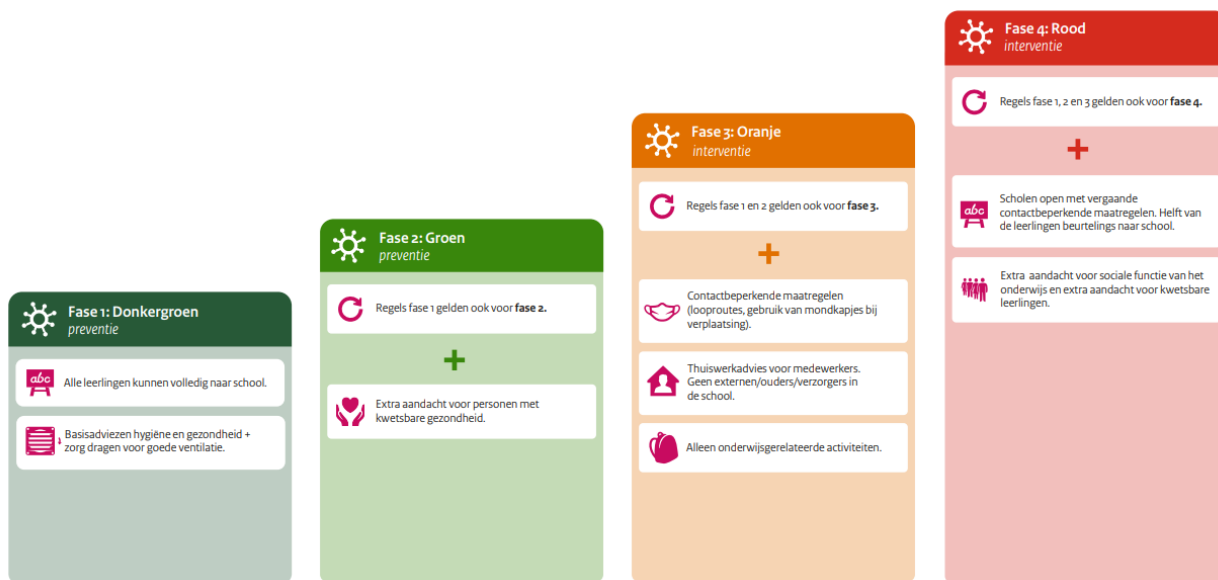 Fase 1: Donkergroen
preventie
abc
Alle leerlingen kunnen volledig naar school.
Basisadviezen hygiëne en gezondheid +
zorg dragen voor goede ventilatie.
Fase 2: Groen
preventie
Regels fase 1 gelden ook voor fase 2.
+
Extra aandacht voor personen met
kwetsbare gezondheid.
Fase 3: Oranje
interventie
Regels fase 1 en 2 gelden ook voor fase 3.
+
Contactbeperkende maatregelen
(looproutes, gebruik van mondkapjes bij
verplaatsing).
Thuiswerkadvies voor medewerkers.
Geen externen/ouders/verzorgers in
de school.
Alleen onderwijsgerelateerde activiteiten.
Fase 4: Rood
interventie
Regels fase 1, 2 en 3 gelden ook voor fase 4.
+
abc
Scholen open met vergaande
contactbeperkende maatregelen. Helft van
de leerlingen beurtelings naar school.
Extra aandacht voor sociale functie van het
onderwijs en extra aandacht voor kwetsbare
leerlingen.